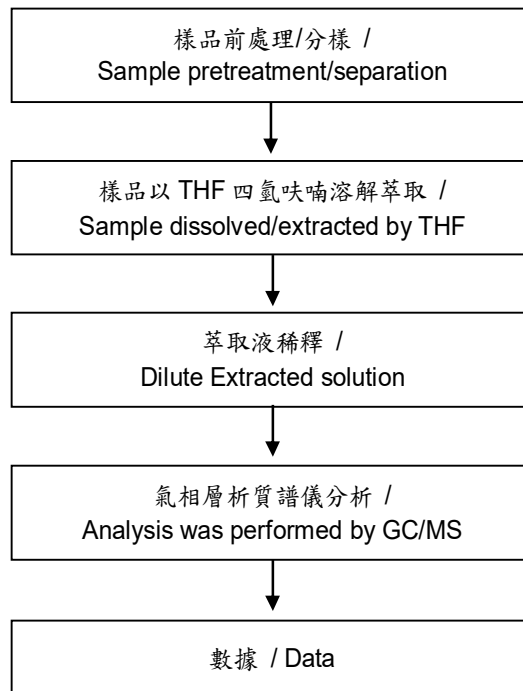 樣品前處理/分樣 /
Sample pretreatment/separation
樣品以 THF 四氫呋喃溶解萃取 /
Sample dissolved/extracted by THF
萃取液稀釋 /
Dilute Extracted solution
氣相層析質譜儀分析 /
Analysis was performed by GC/MS
數據 / Data